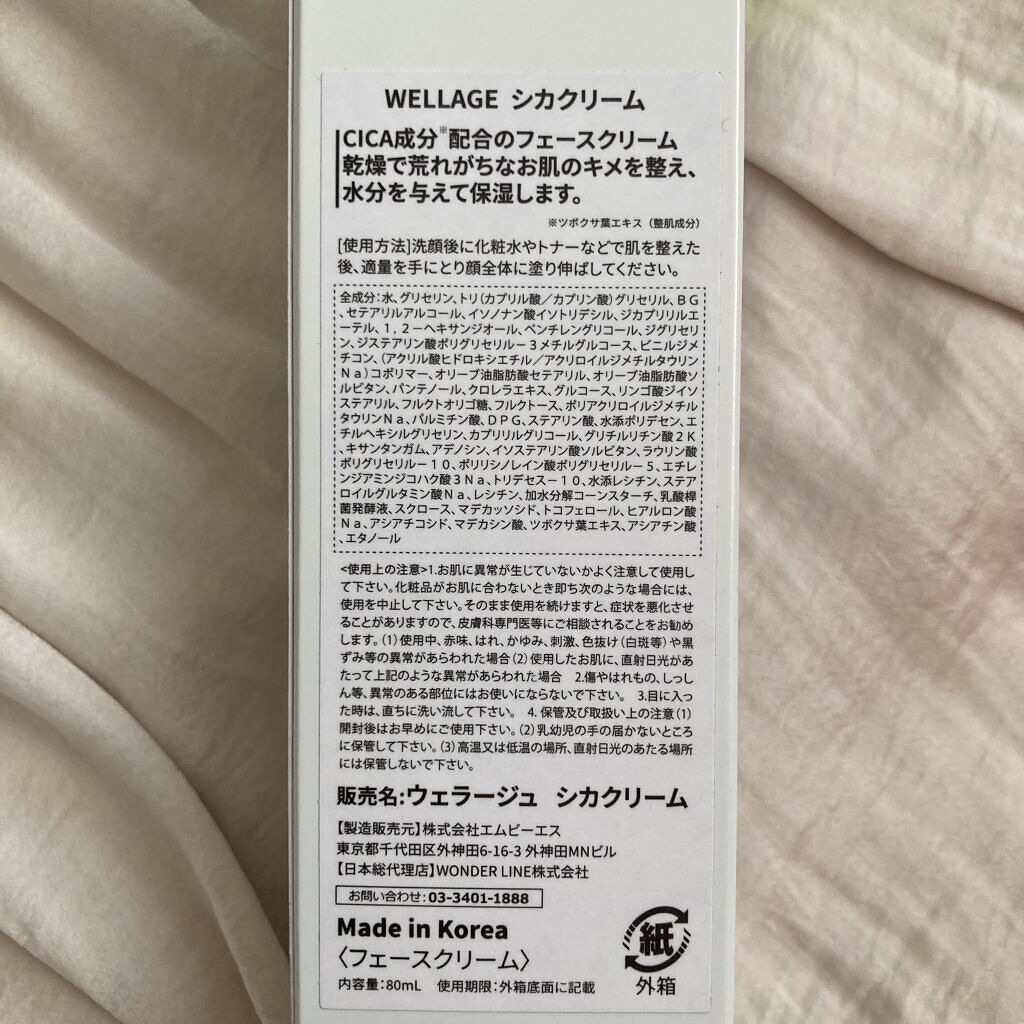 WELLAGE シカクリーム
CICA成分※配合のフェースクリーム
乾燥で荒れがちなお肌のキメを整え、
水分を与えて保湿します。
※ツボクサ葉エキス（整肌成分）
[使用方法]洗顔後に化粧水やトナーなどで肌を整えた
後、適量を手にとり顔全体に塗り伸ばしてください。
全成分：水、グリセリン、トリ（カプリル酸／カプリン酸）グリセリル、ＢＧ
、セテアリルアルコール、イソノナン酸イソトリデシル、ジカプリリルエ
ーテル、１，２－ヘキサンジオール、ペンチレングリコール、ジグリセリ
ン、ジステアリン酸ポリグリセリル－３メチルグルコース、ビニルジメ
チコン、（アクリル酸ヒドロキシエチル／アクリロイルジメチルタウリン
Ｎａ）コポリマー、オリーブ油脂肪酸セテアリル、オリーブ油脂肪酸ソ
ルビタン、パンテノール、クロレラエキス、グルコース、リンゴ酸ジイソ
ステアリル、フルクトオリゴ糖、フルクトース、ポリアクリロイルジメチル
タウリンＮａ、パルミチン酸、ＤＰＧ、ステアリン酸、水添ポリデセン、エ
チルヘキシルグリセリン、カプリリルグリコール、グリチルリチン酸２Ｋ
、キサンタンガム、アデノシン、イソステアリン酸ソルビタン、ラウリン酸
ポリグリセリル－１０、ポリリシノレイン酸ポリグリセリル－５、エチレ
ンジアミンジコハク酸３Ｎａ、トリデセス－１０、水添レシチン、ステア
ロイルグルタミン酸Ｎａ、レシチン、加水分解コーンスターチ、乳酸桿
菌発酵液、スクロース、マデカッソシド、トコフェロール、ヒアルロン酸
Ｎａ、アシアチコシド、マデカシン酸、ツボクサ葉エキス、アシアチン酸
、エタノール
<使用上の注意>1.お肌に異常が生じていないかよく注意して使用し
て下さい。化粧品がお肌に合わないとき即ち次のような場合には、
使用を中止して下さい。そのまま使用を続けますと、症状を悪化させ
ることがありますので、皮膚科専門医等にご相談されることをお勧め
します。（1）使用中、赤味、はれ、かゆみ、刺激、色抜け（白斑等）や黒
ずみ等の異常があらわれた場合（2）使用したお肌に、直射日光があ
たって上記のような異常があらわれた場合 2.傷やはれもの、しっし
ん等、異常のある部位にはお使いにならないで下さい。 3.目に入っ
た時は、直ちに洗い流して下さい。 4. 保管及び取扱い上の注意（1）
開封後はお早めにご使用下さい。（2）乳幼児の手の届かないところ
に保管して下さい。（3）高温又は低温の場所、直射日光のあたる場所
には保管しないで下さい。
販売名:ウェラージュ シカクリーム
【製造販売元】株式会社エムビーエス
東京都千代田区外神田6-16-3 外神田MNビル
【日本総代理店】WONDER LINE株式会社
お問い合わせ：03-3401-1888
Made in Korea
〈フェースクリーム〉
内容量：80mL 使用期限：外箱底面に記載
紙
外箱